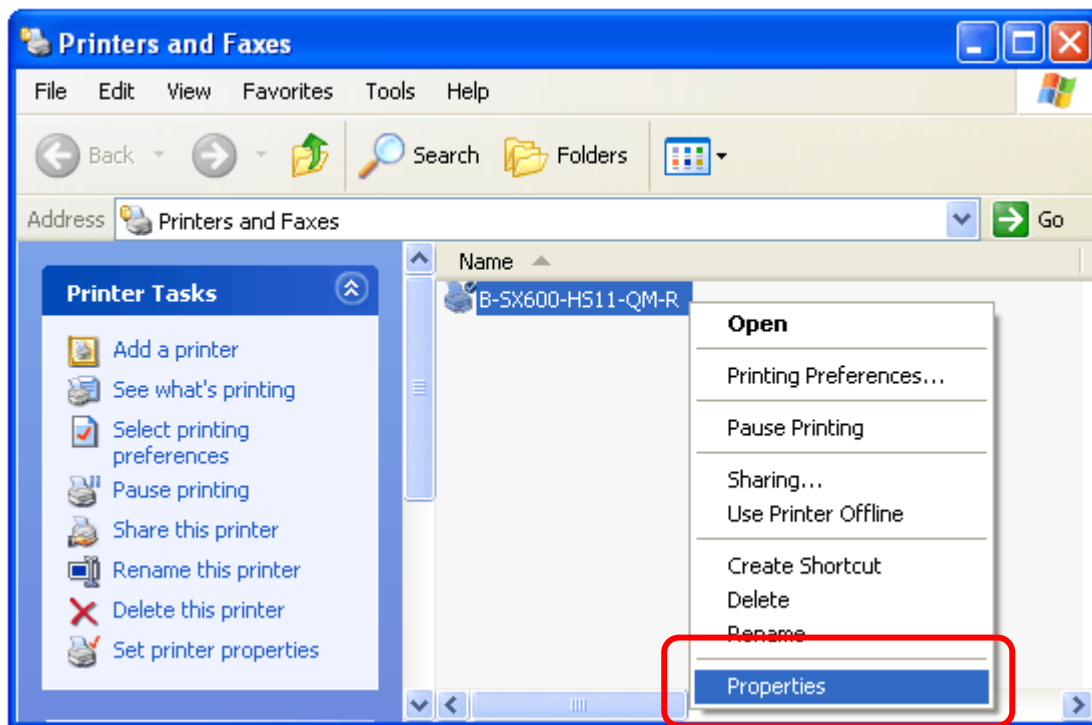 Printers and Faxes
File Edit View Favorites Tools Help
Back Search Folders
Address Printers and Faxes Go
Printer Tasks
Add a printer
See what's printing
Select printing
preferences
Pause printing
Share this printer
Rename this printer
Delete this printer
Set printer properties
Name
B-SX600-HS11-QM-R
Open
Printing Preferences...
Pause Printing
Sharing...
Use Printer Offline
Create Shortcut
Delete
Rename
Properties